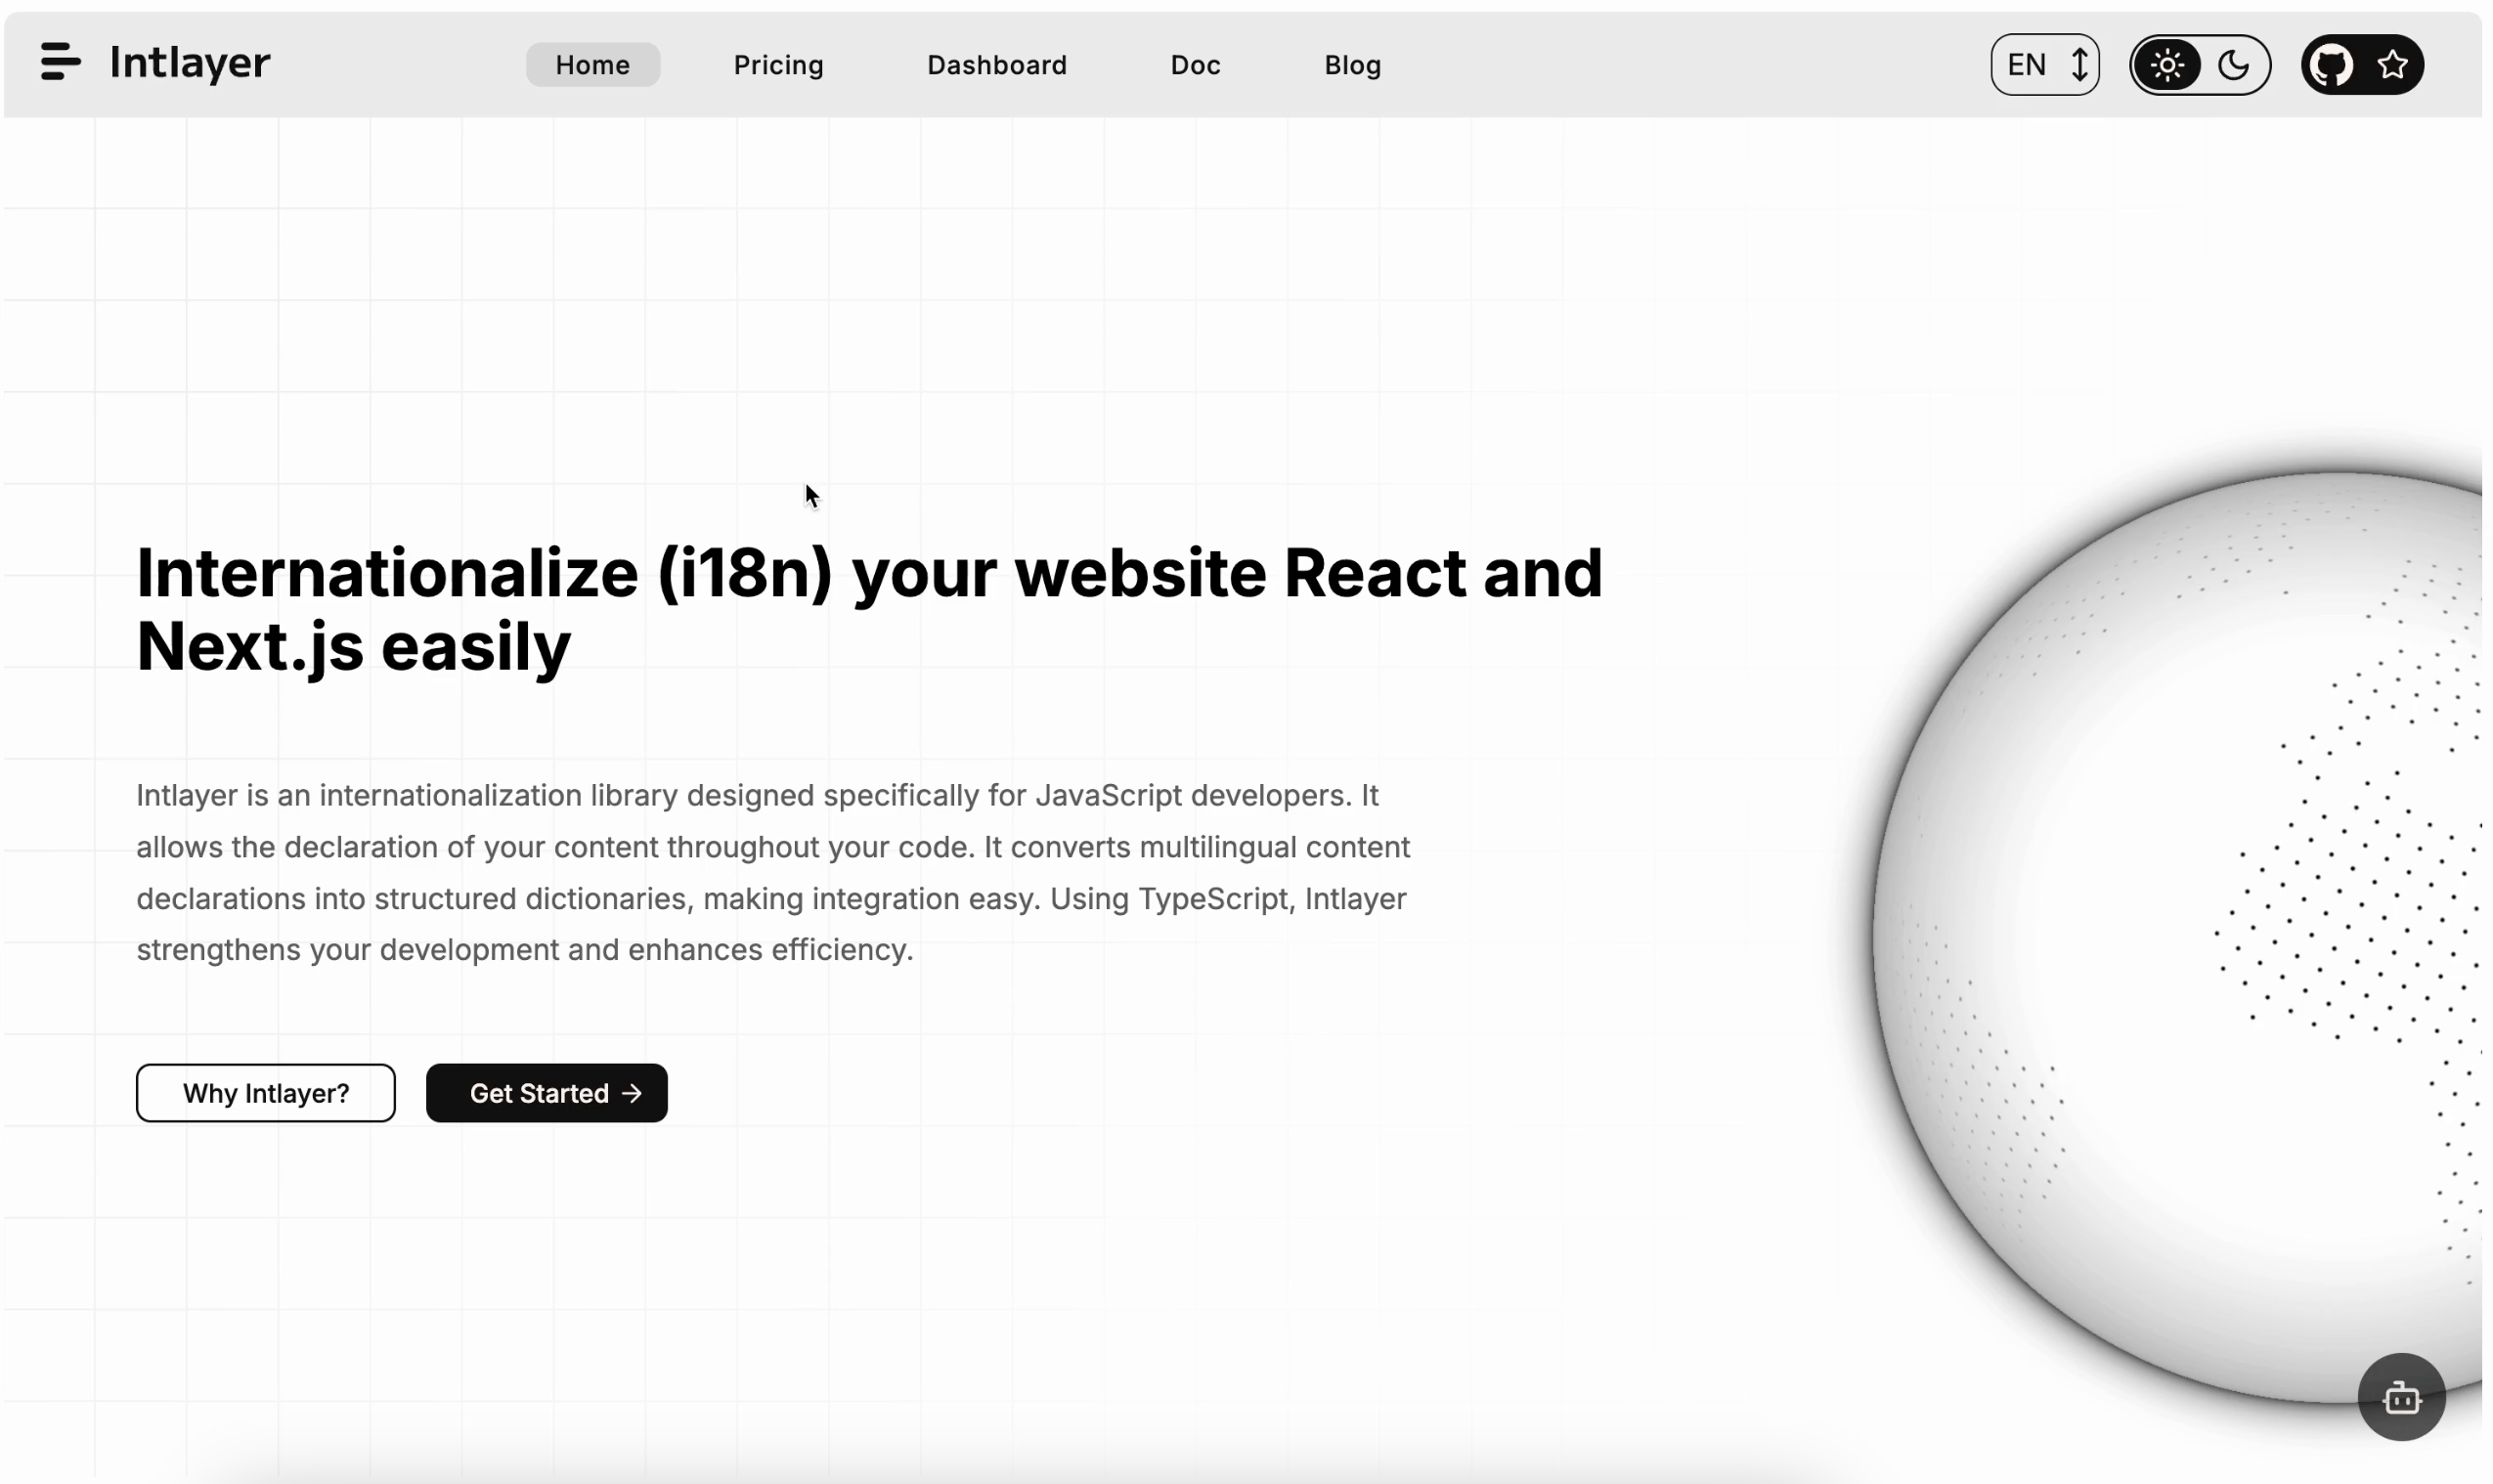 Intlayer
Home
Pricing
Dashboard
Doc
Blog
EN
Internationalize (i18n) your website React and
Next.js easily
Intlayer is an internationalization library designed specifically for JavaScript developers. It
allows the declaration of your content throughout your code. It converts multilingual content
declarations into structured dictionaries, making integration easy. Using TypeScript, Intlayer
strengthens your development and enhances efficiency.
Why Intlayer?
Get Started →